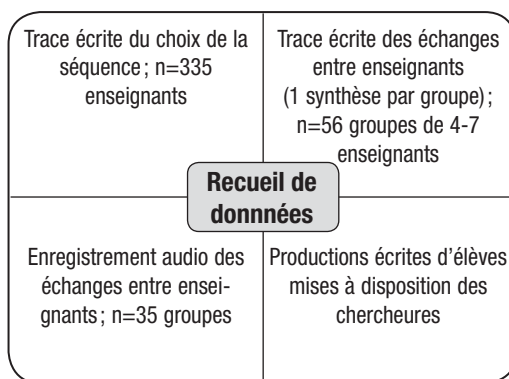 Trace écrite du choix de la
séquence ; n=335
enseignants
Trace écrite des échanges
entre enseignants
(1 synthèse par groupe) ;
n=56 groupes de 4-7
enseignants
Recueil de
donnnées
Enregistrement audio des
échanges entre ensei-
gnants ; n=35 groupes
Productions écrites d'élèves
mises à disposition des
chercheures